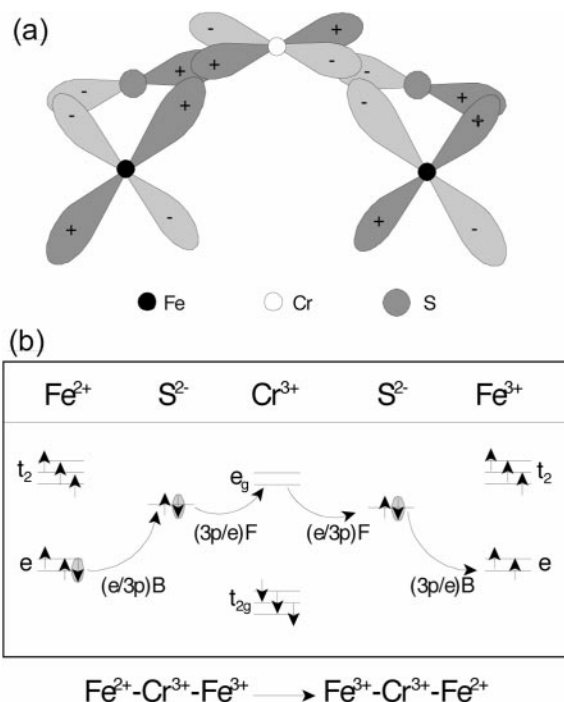 (a)
- +
+ + - -
- - + + - + +
+ - + -
Fe Cr S
(b)
Fe²⁺ S²⁻ Cr³⁺ S²⁻ Fe³⁺
t₂ e_g t₂
(3p/e)F (e/3p)F
e (e/3p)B (3p/e)B e
t₂g
Fe²⁺-Cr³⁺-Fe³⁺ → Fe³⁺-Cr³⁺-Fe²⁺